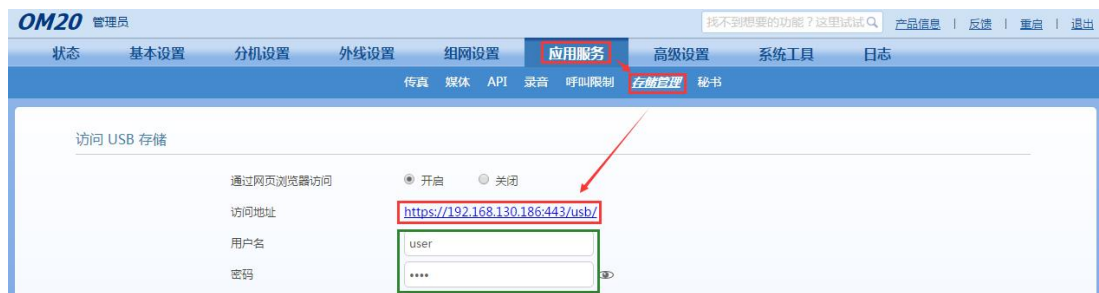 OM20 管理员 找不到想要的功能？这里试试 产品信息 | 反馈 | 重启 | 退出
状态 基本设置 分机设置 外线设置 组网设置 应用服务 高级设置 系统工具 日志
传真 媒体 API 录音 呼叫限制 存储管理 秘书
访问 USB 存储
通过网页浏览器访问 开启 关闭
访问地址 https://192.168.130.186:443/usb/
用户名 user
密码 ••••